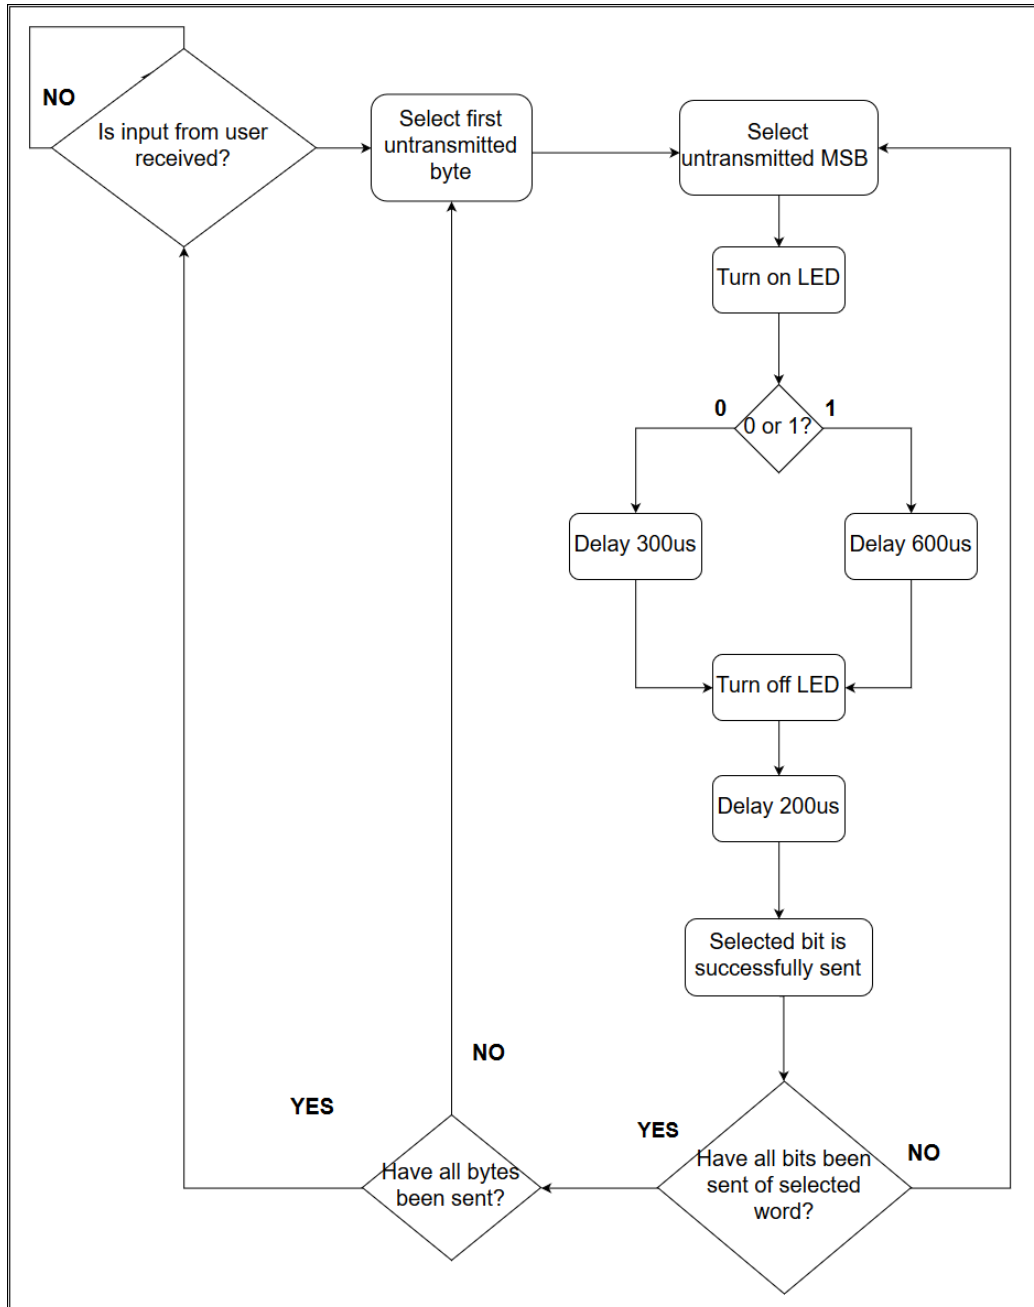 NO
Is input from user
received?
Select first
untransmitted
byte
Select
untransmitted MSB
Turn on LED
0
1
0 or 1?
Delay 300us
Delay 600us
Turn off LED
Delay 200us
Selected bit is
successfully sent
NO
YES
YES
NO
Have all bytes
been sent?
Have all bits been
sent of selected
word?